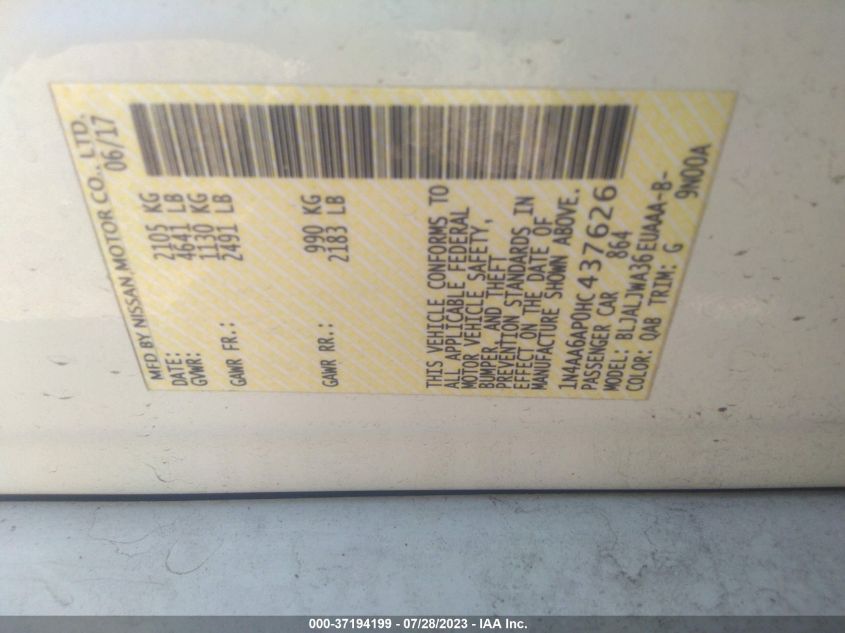 MFD BY NISSAN MOTOR CO., LTD.
DATE: 06/17
GVWR: 2105 KG
4641 LB
GAWR FR.: 1130 KG
2491 LB
GAWR RR.: 990 KG
2183 LB
THIS VEHICLE CONFORMS TO
ALL APPLICABLE FEDERAL
MOTOR VEHICLE SAFETY,
BUMPER, AND THEFT
PREVENTION STANDARDS IN
EFFECT ON THE DATE OF
MANUFACTURE SHOWN ABOVE.
1N4AA6AP0HC437626
PASSENGER CAR 864
MODEL: BLJALJWA36EUAAA-B-
COLOR: QAB TRIM: G 9N00A
000-37194199 - 07/28/2023 - IAA Inc.